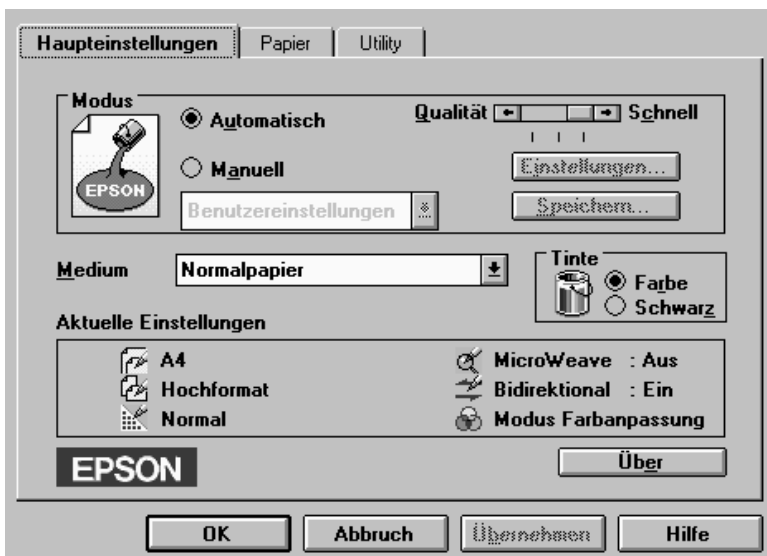 Haupteinstellungen Papier Utility
Modus
EPSON
Automatisch
Manuell
Benutzereinstellungen
Qualität Schnell
Einstellungen...
Speichern...
Medium Normalpapier
Tinte
Farbe
Schwarz
Aktuelle Einstellungen
A4
Hochformat
Normal
MicroWeave : Aus
Bidirektional : Ein
Modus Farbanpassung
EPSON
Über
OK Abbruch Übernehmen Hilfe